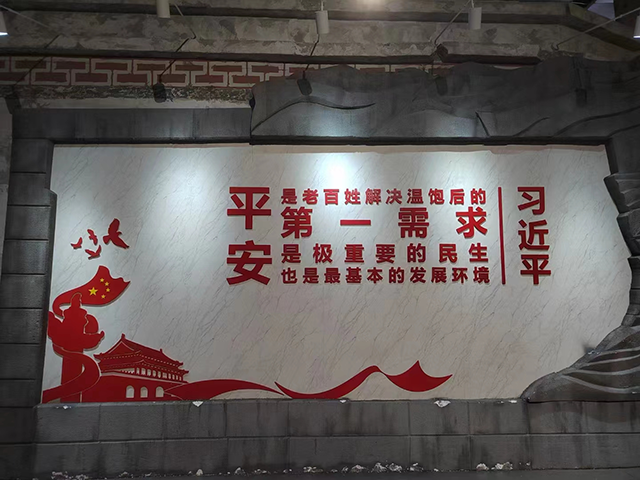 平安
是老百姓解决温饱后的
第一需求
是极重要的民生
也是最基本的发展环境
习近平